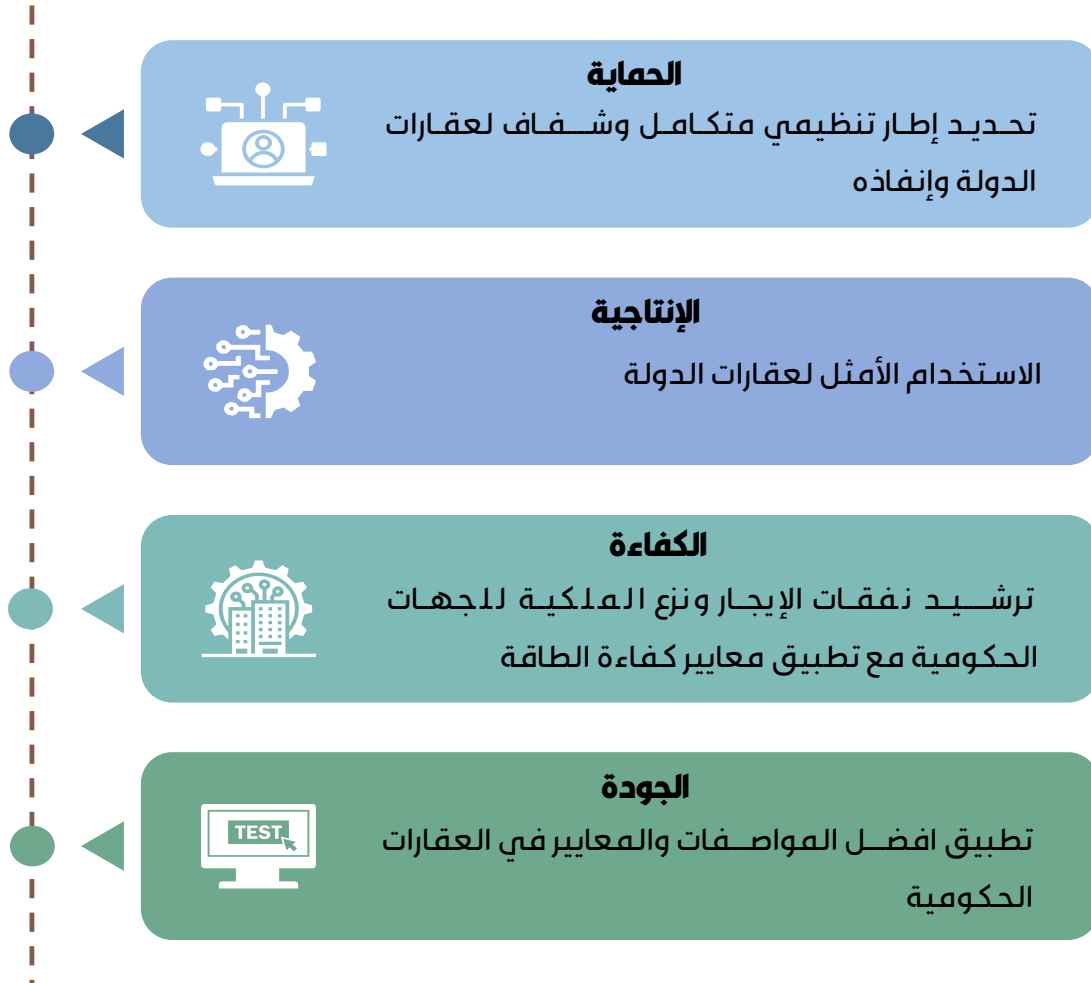 الحماية
تحديد إطار تنظيمي متكامل وشفاف لعقارات
الدولة وإنفاذه
الإنتاجية
الاستخدام الأمثل لعقارات الدولة
الكفاءة
ترشيد نفقات الإيجار ونزع الملكية للجهات
الحكومية مع تطبيق معايير كفاءة الطاقة
الجودة
TEST
تطبيق افضل المواصفات والمعايير في العقارات
الحكومية